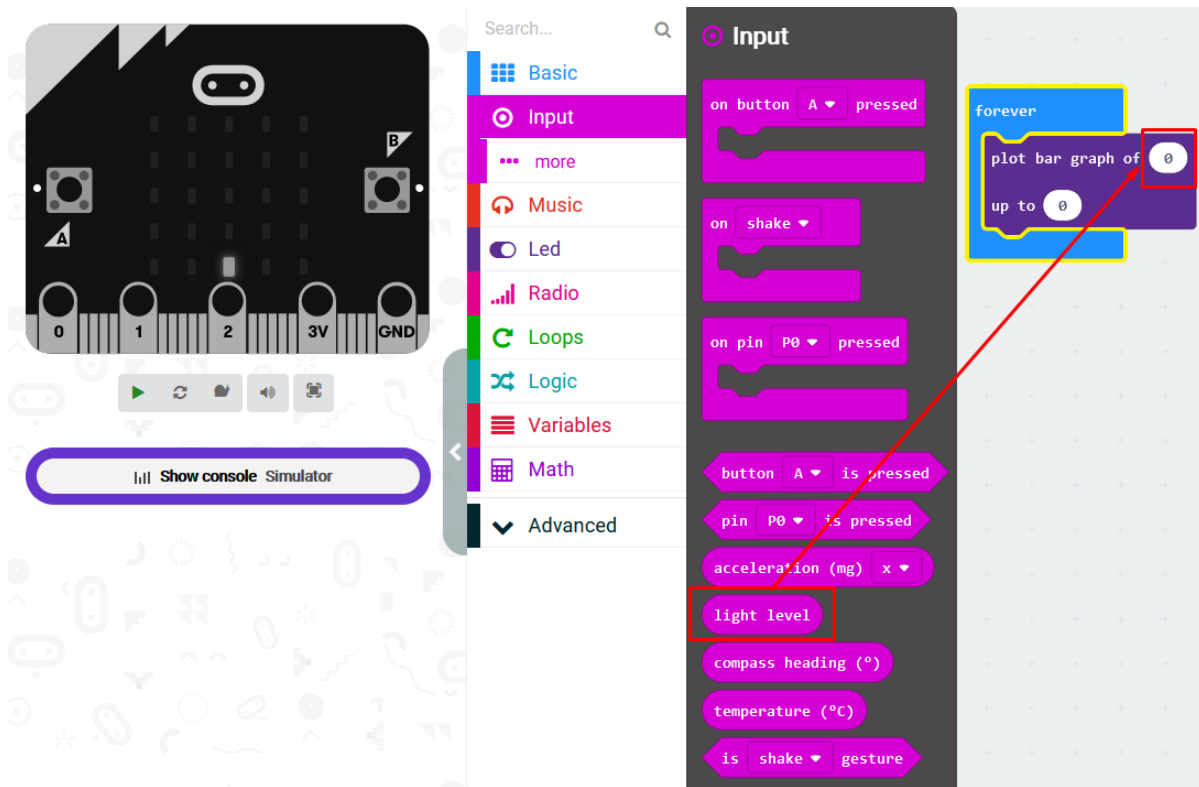 B
A
0
1
2
3V
GND
Show console Simulator
Search...
Basic
Input
more
Music
Led
Radio
Loops
Logic
Variables
Math
Advanced
Input
on button A pressed
on shake
on pin P0 pressed
button A is pressed
pin P0 is pressed
acceleration (mg) x
light level
compass heading (º)
temperature (ºC)
is shake gesture
forever
plot bar graph of 0
up to 0